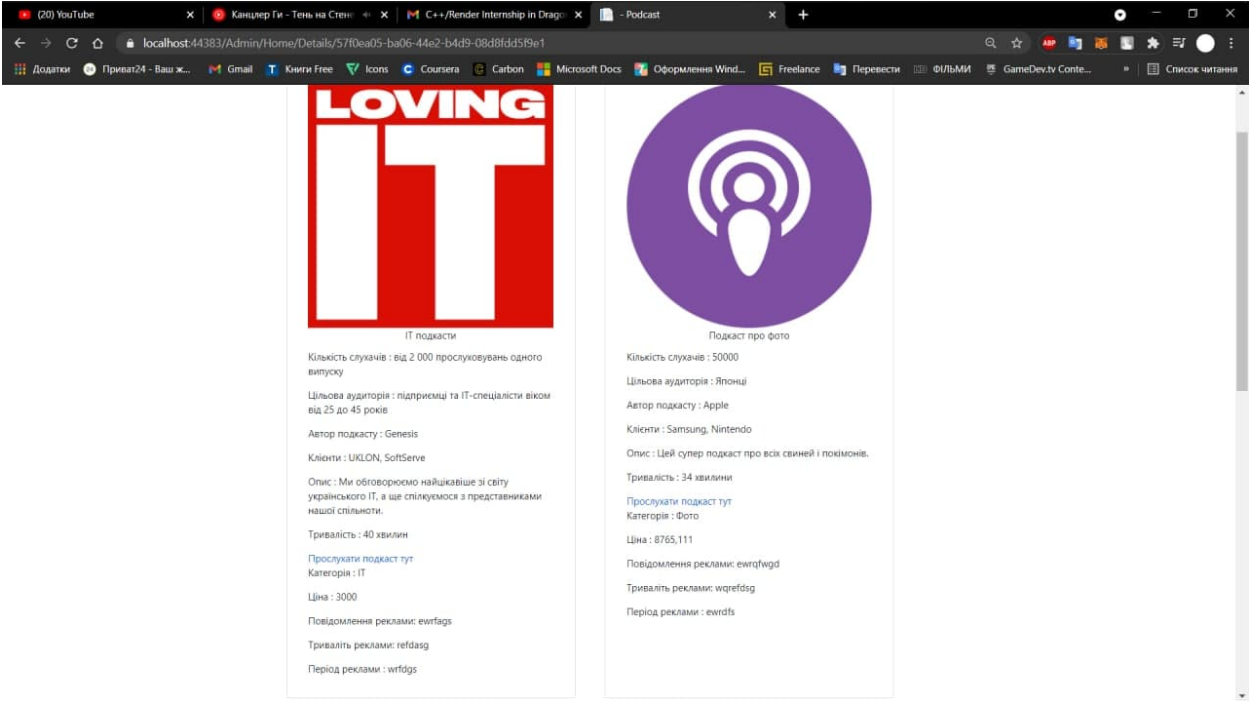 (20) YouTube
Канцлер Ги - Тень на Стене
C++/Render Internship in Drago
- Podcast
localhost:44383/Admin/Home/Details/57f0ea05-ba06-44e2-b4d9-08d8fdd5f9e1
ABP
Додатки
Приват24 - Ваш ж...
Gmail
Книги Free
Icons
Coursera
Carbon
Microsoft Docs
Оформлення Wind...
Freelance
Перевести
ФІЛЬМИ
GameDev.tv Conte...
»
Список читання
LOVING
IT
IT подкасти
Кількість слухачів : від 2 000 прослуховувань одного
випуску
Цільова аудиторія : підприємці та IT-спеціалісти віком
від 25 до 45 років
Автор подкасту : Genesis
Клієнти : UKLON, SoftServe
Опис : Ми обговорюємо найцікавіше зі світу
українського IT, а ще спілкуємося з представниками
нашої спільноти.
Тривалість : 40 хвилин
Прослухати подкаст тут
Категорія : IT
Ціна : 3000
Повідомлення реклами: ewrfags
Триваліть реклами: refdasg
Період реклами : wrfdgs
Подкаст про фото
Кількість слухачів : 50000
Цільова аудиторія : Японці
Автор подкасту : Apple
Клієнти : Samsung, Nintendo
Опис : Цей супер подкаст про всіх свиней і покімонів.
Тривалість : 34 хвилини
Прослухати подкаст тут
Категорія : Фото
Ціна : 8765,111
Повідомлення реклами: ewrqfwgd
Триваліть реклами: wqrefdsg
Період реклами : ewrdfs